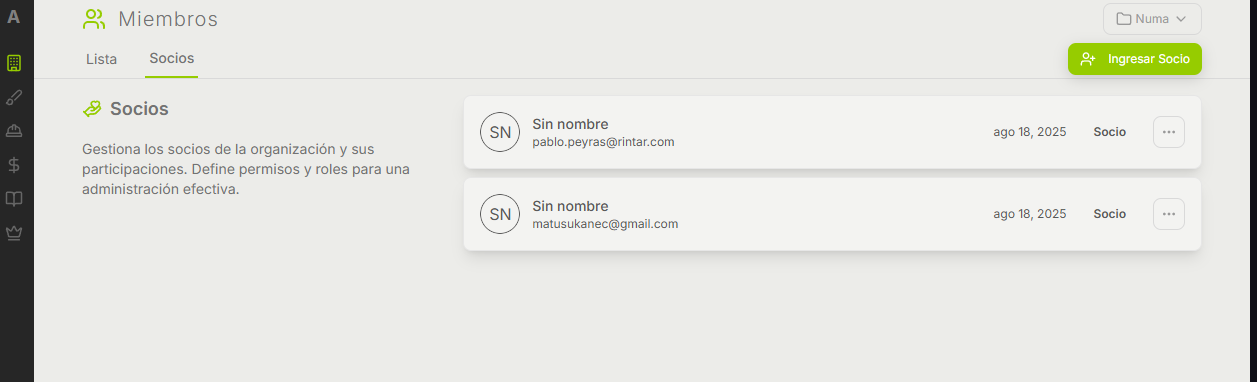 A
Miembros
Numa
Lista
Socios
Ingresar Socio
Socios
Gestiona los socios de la organización y sus
participaciones. Define permisos y roles para una
administración efectiva.
SN
Sin nombre
pablo.peyras@rintar.com
ago 18, 2025
Socio
SN
Sin nombre
matusukanec@gmail.com
ago 18, 2025
Socio